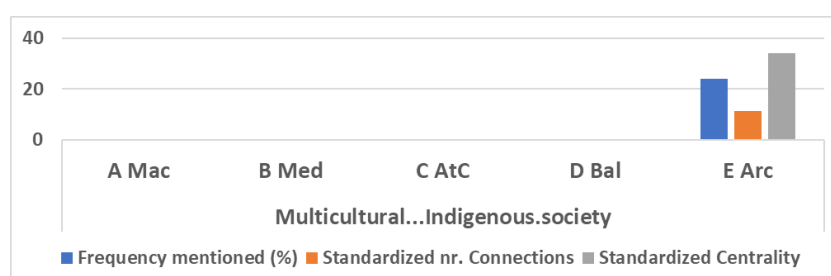 40
20
0
A Mac B Med C AtC D Bal E Arc
Multicultural...Indigenous.society
Frequency mentioned (%) Standardized nr. Connections Standardized Centrality